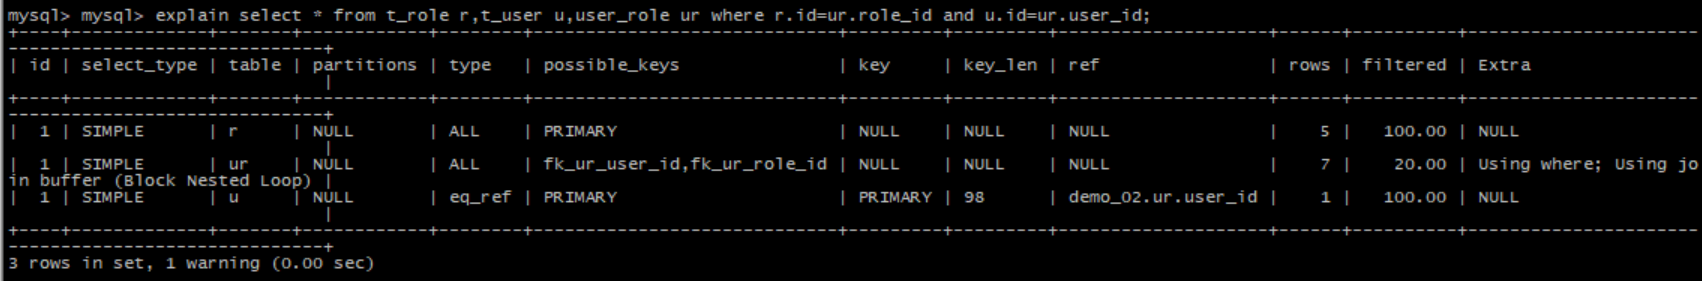 mysql> mysql> explain select * from t_role r,t_user u,user_role ur where r.id=ur.role_id and u.id=ur.user_id;
+----+-------------+-------+------------+--------+---------------------------+---------+---------+--------------------+------+----------+----------------------
-----------------------------+
| id | select_type | table | partitions | type   | possible_keys             | key     | key_len | ref                | rows | filtered | Extra
                             |
+----+-------------+-------+------------+--------+---------------------------+---------+---------+--------------------+------+----------+----------------------
-----------------------------+
|  1 | SIMPLE      | r     | NULL       | ALL    | PRIMARY                   | NULL    | NULL    | NULL               |    5 |   100.00 | NULL
                             |
|  1 | SIMPLE      | ur    | NULL       | ALL    | fk_ur_user_id,fk_ur_role_id | NULL    | NULL    | NULL               |    7 |    20.00 | Using where; Using jo
in buffer (Block Nested Loop) |
|  1 | SIMPLE      | u     | NULL       | eq_ref | PRIMARY                   | PRIMARY | 98      | demo_02.ur.user_id |    1 |   100.00 | NULL
                             |
+----+-------------+-------+------------+--------+---------------------------+---------+---------+--------------------+------+----------+----------------------
-----------------------------+
3 rows in set, 1 warning (0.00 sec)